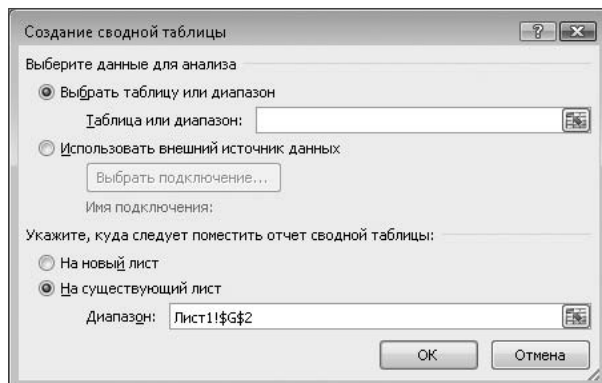 Создание сводной таблицы
Выберите данные для анализа
Выбрать таблицу или диапазон
Таблица или диапазон:
Использовать внешний источник данных
Выбрать подключение...
Имя подключения:
Укажите, куда следует поместить отчет сводной таблицы:
На новый лист
На существующий лист
Диапазон: Лист1!$G$2
ОК Отмена